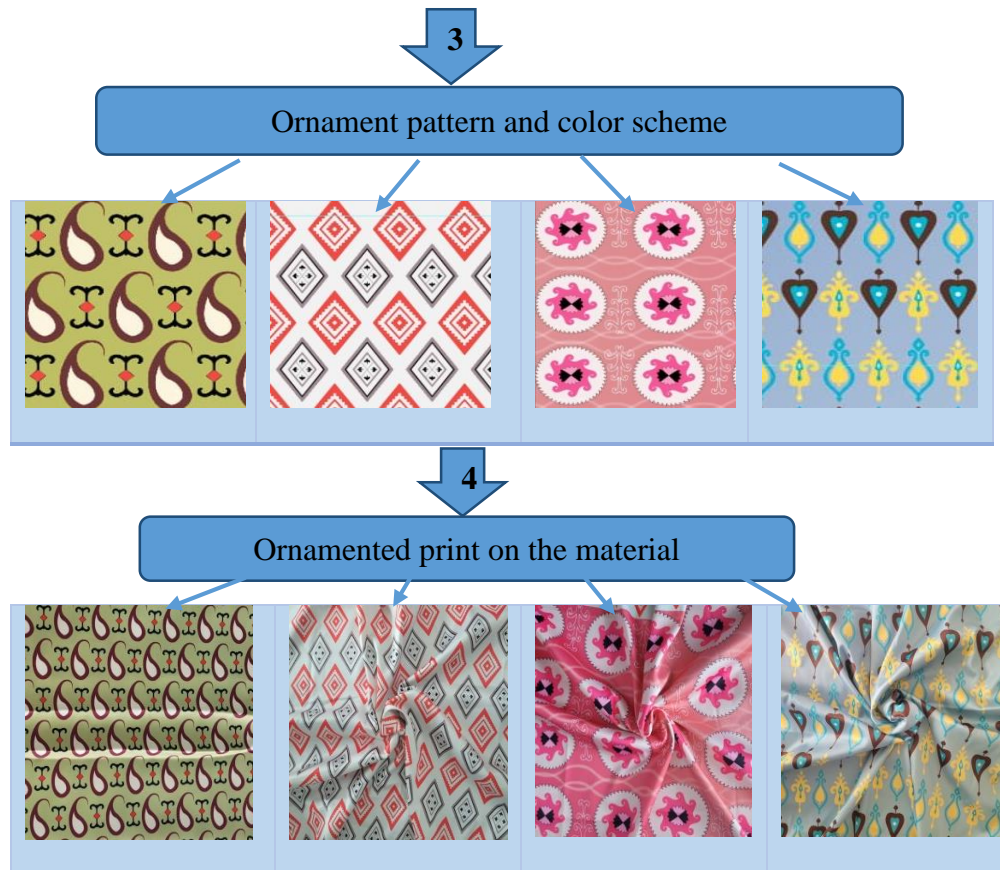 3
Ornament pattern and color scheme
4
Ornamented print on the material